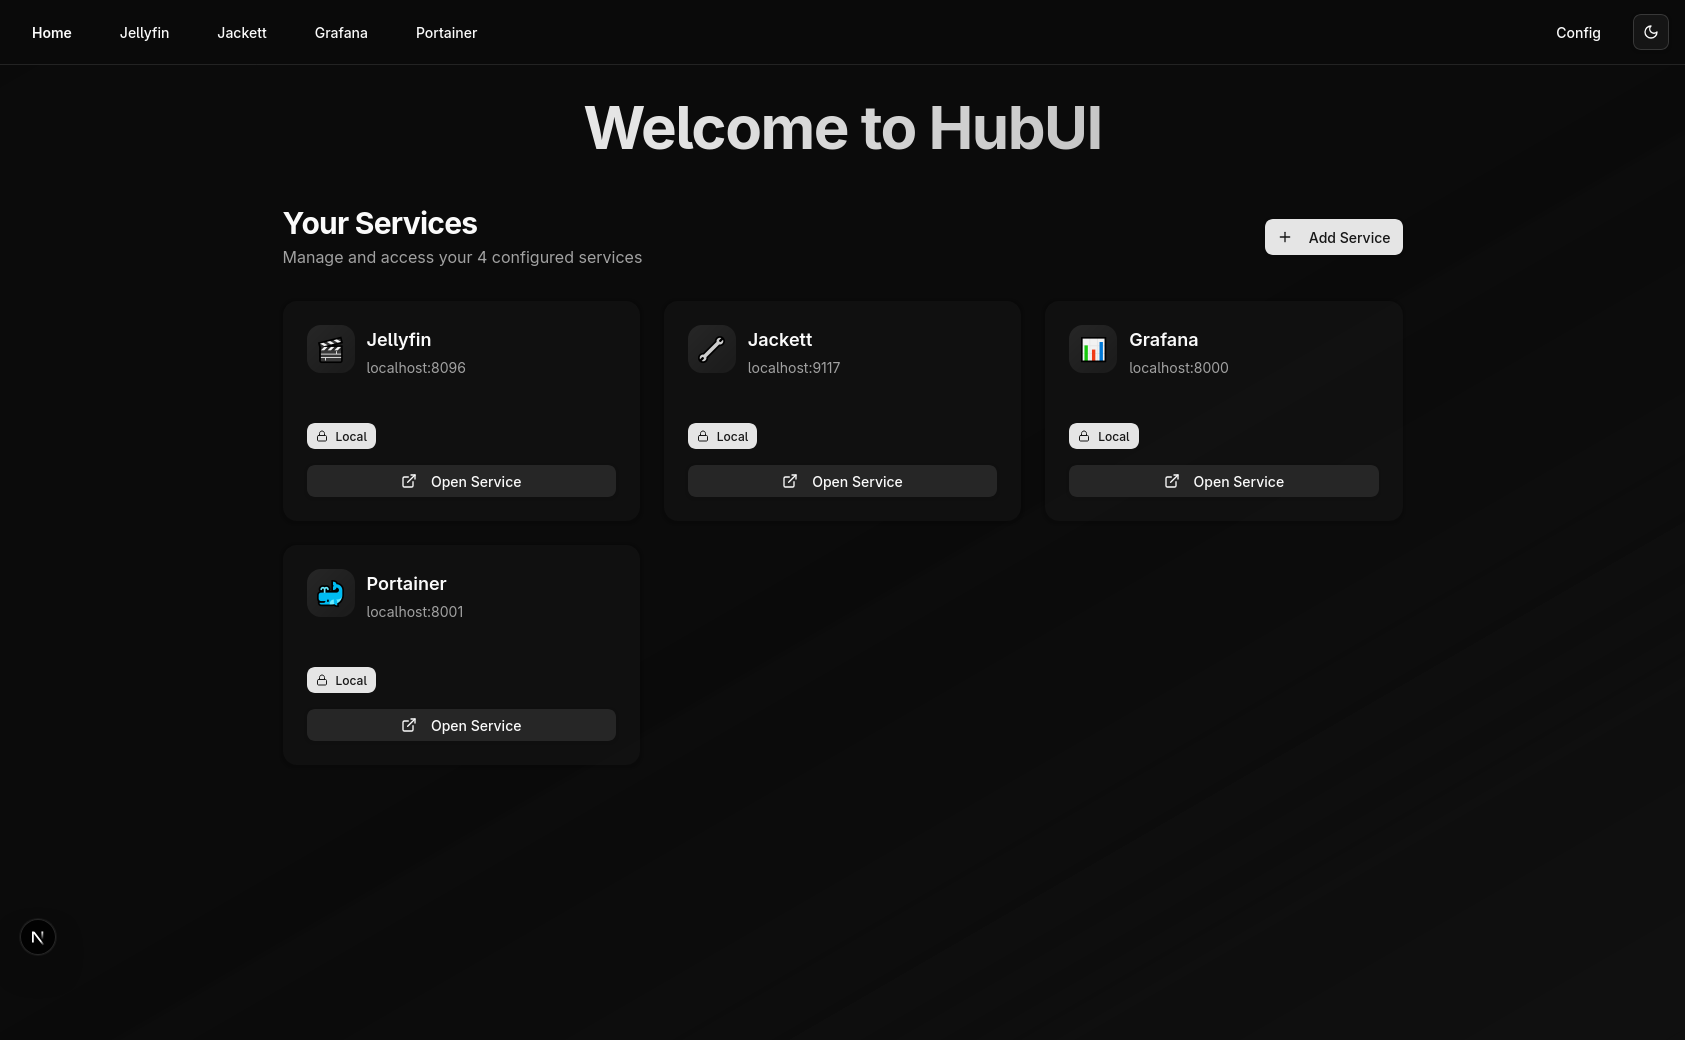 Home Jellyfin Jackett Grafana Portainer Config
Welcome to HubUI
Your Services
Manage and access your 4 configured services
Add Service
Jellyfin
localhost:8096
Local
Open Service
Jackett
localhost:9117
Local
Open Service
Grafana
localhost:8000
Local
Open Service
Portainer
localhost:8001
Local
Open Service
N